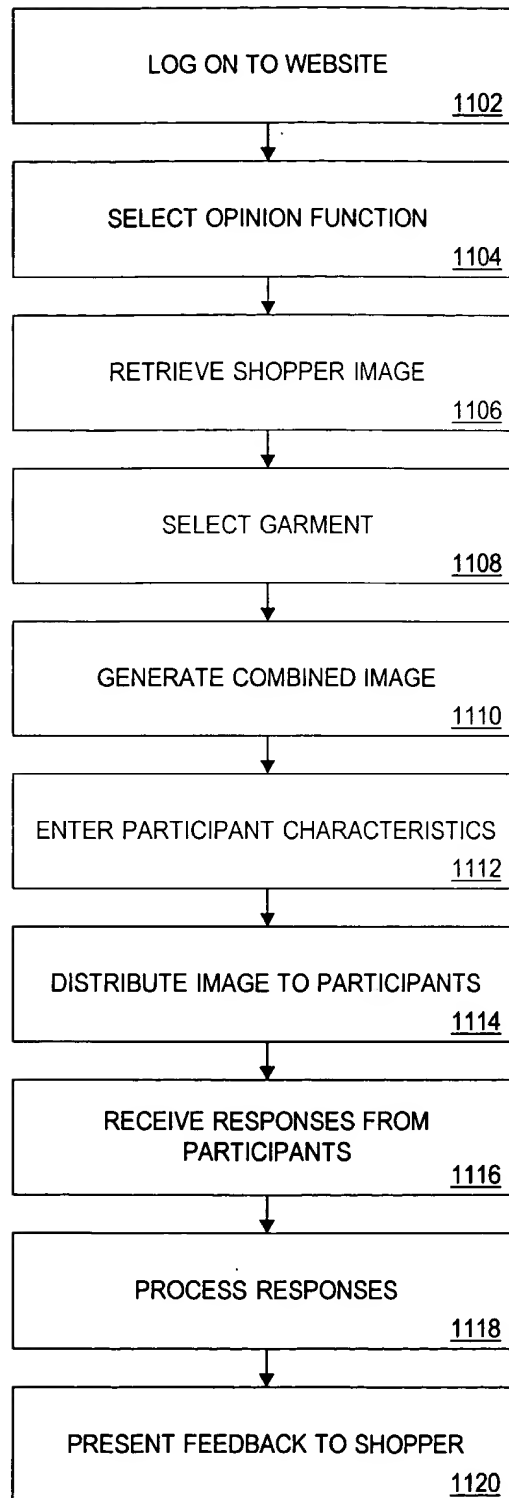 LOG ON TO WEBSITE
1102
SELECT OPINION FUNCTION
1104
RETRIEVE SHOPPER IMAGE
1106
SELECT GARMENT
1108
GENERATE COMBINED IMAGE
1110
ENTER PARTICIPANT CHARACTERISTICS
1112
DISTRIBUTE IMAGE TO PARTICIPANTS
1114
RECEIVE RESPONSES FROM
PARTICIPANTS
1116
PROCESS RESPONSES
1118
PRESENT FEEDBACK TO SHOPPER
1120